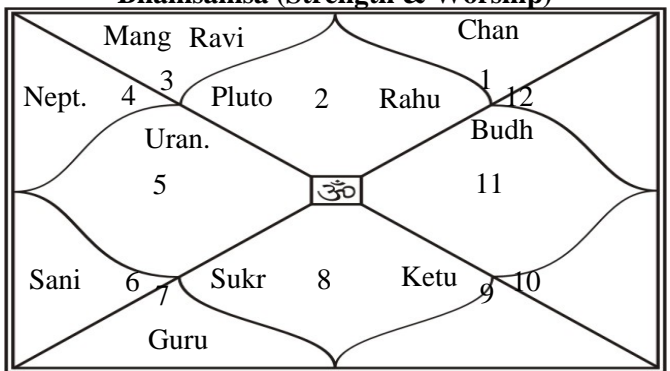 Bhamsamsa (Strength & Worship)
Mang Ravi Chan
3 1
Nept. 4 Pluto 2 Rahu 12
Uran. Budh
5 ॐ 11
Sani 6 Sukr 8 Ketu 10
7 9
Guru